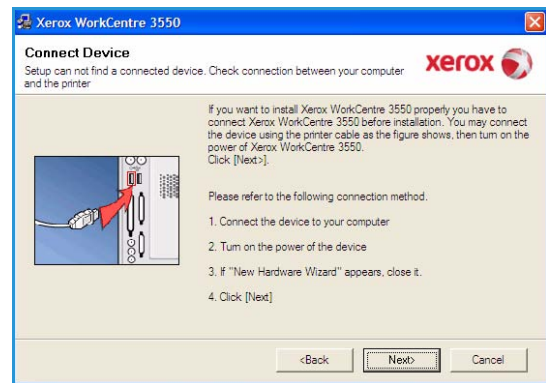 Xerox WorkCentre 3550
Connect Device
Setup can not find a connected device. Check connection between your computer
and the printer
xerox
If you want to install Xerox WorkCentre 3550 properly you have to
connect Xerox WorkCentre 3550 before installation. You may connect
the device using the printer cable as the figure shows, then turn on the
power of Xerox WorkCentre 3550.
Click [Next>].
Please refer to the following connection method.
1. Connect the device to your computer
2. Turn on the power of the device
3. If "New Hardware Wizard" appears, close it.
4. Click [Next]
<Back
Next>
Cancel